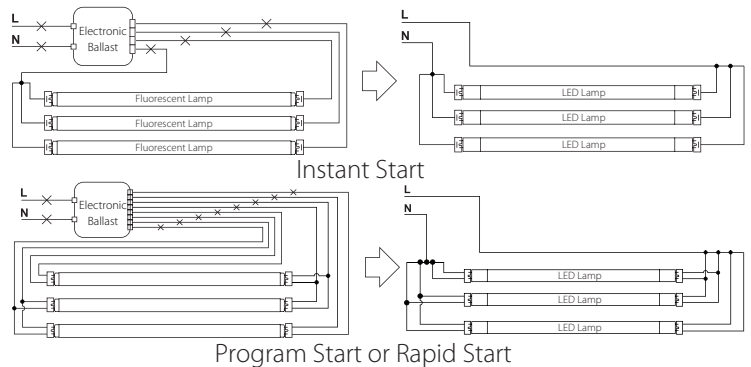 L
N
Electronic
Ballast
Fluorescent Lamp
Fluorescent Lamp
Fluorescent Lamp
L
N
LED Lamp
LED Lamp
LED Lamp
Instant Start
L
N
Electronic
Ballast
L
N
LED Lamp
LED Lamp
LED Lamp
Program Start or Rapid Start